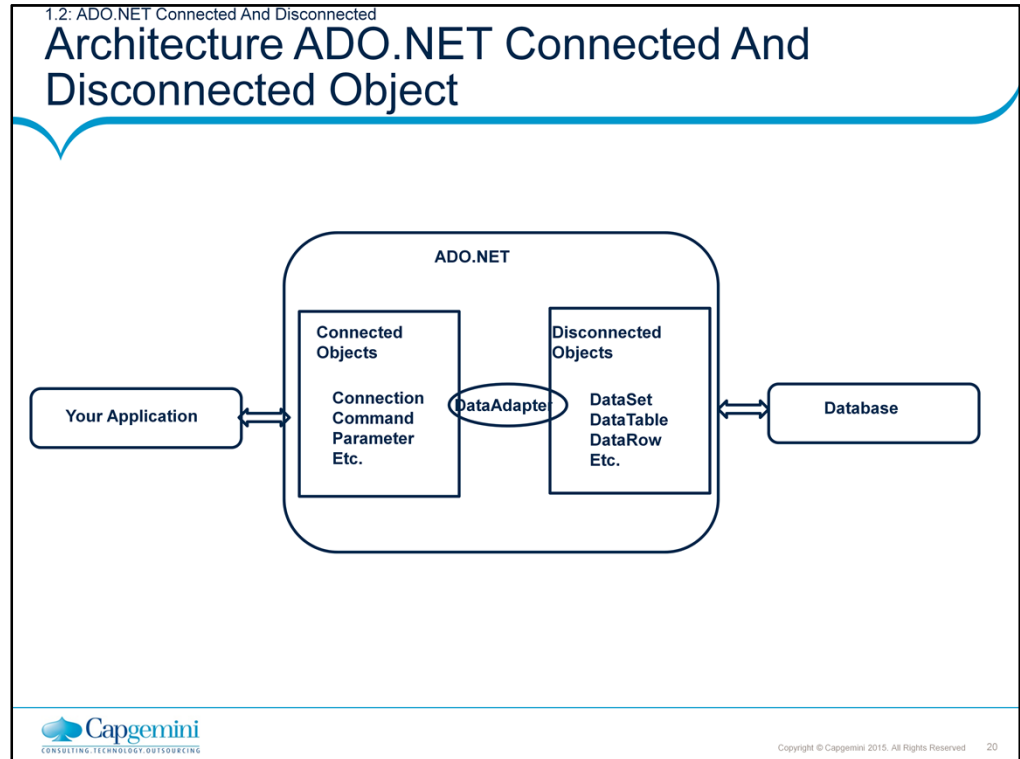 1.2: ADO.NET Connected And Disconnected
Architecture ADO.NET Connected And
Disconnected Object
ADO.NET
Connected
Objects
Connection
Command
Parameter
Etc.
DataAdapter
Disconnected
Objects
DataSet
DataTable
DataRow
Etc.
Your Application
Database
Capgemini
CONSULTING.TECHNOLOGY.OUTSOURCING
Copyright © Capgemini 2015. All Rights Reserved 20